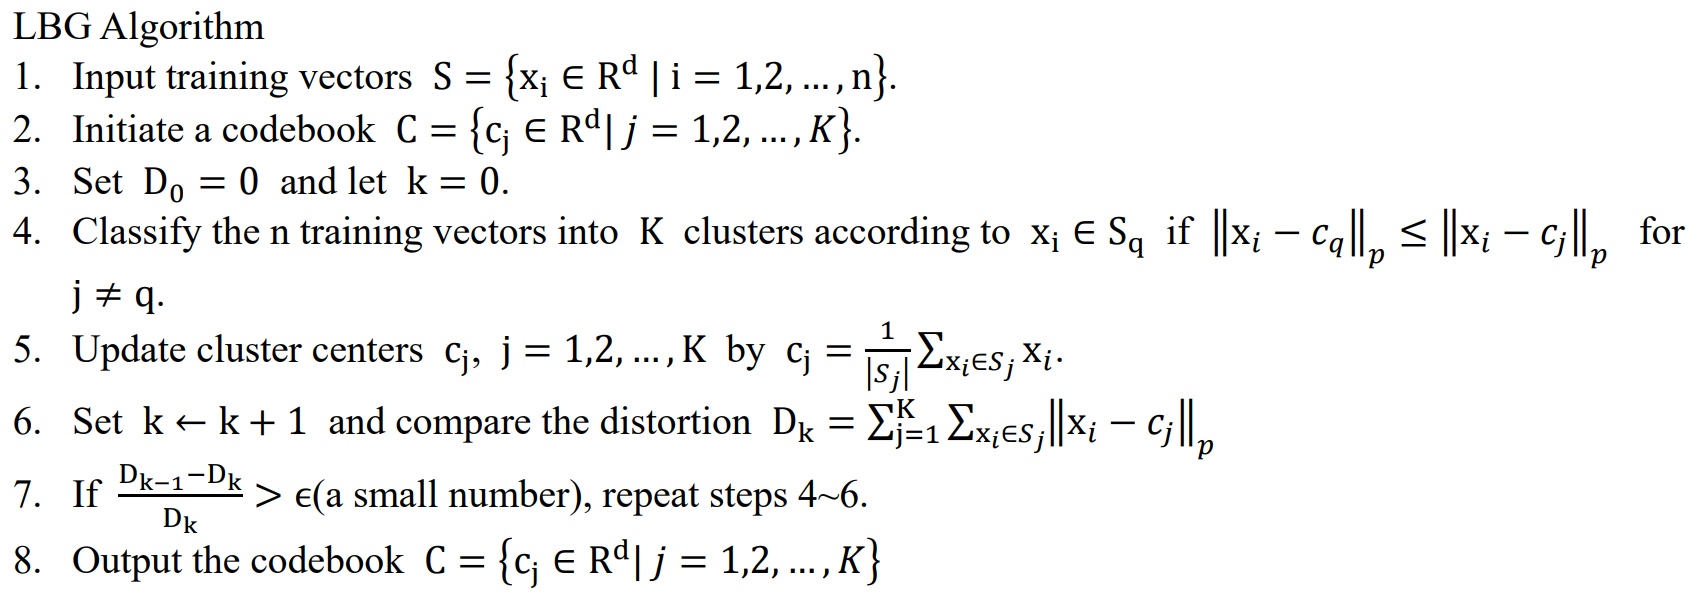 LBG Algorithm
1. Input training vectors S = {xᵢ ∈ Rᵈ | i = 1,2, … , n}.
2. Initiate a codebook C = {cⱼ ∈ Rᵈ| j = 1,2, … , K}.
3. Set D₀ = 0 and let k = 0.
4. Classify the n training vectors into K clusters according to xᵢ ∈ S_q if ‖xᵢ − c_q‖_p ≤ ‖xᵢ − cⱼ‖_p for
j ≠ q.
5. Update cluster centers cⱼ, j = 1,2, … , K by cⱼ = \frac{1}{|Sⱼ|} ∑_{xᵢ∈Sⱼ} xᵢ.
6. Set k ← k + 1 and compare the distortion D_k = ∑_{j=1}^{K} ∑_{xᵢ∈Sⱼ} ‖xᵢ − cⱼ‖_p
7. If \frac{D_{k−1}−D_k}{D_k} > ϵ(a small number), repeat steps 4~6.
8. Output the codebook C = {cⱼ ∈ Rᵈ| j = 1,2, … , K}